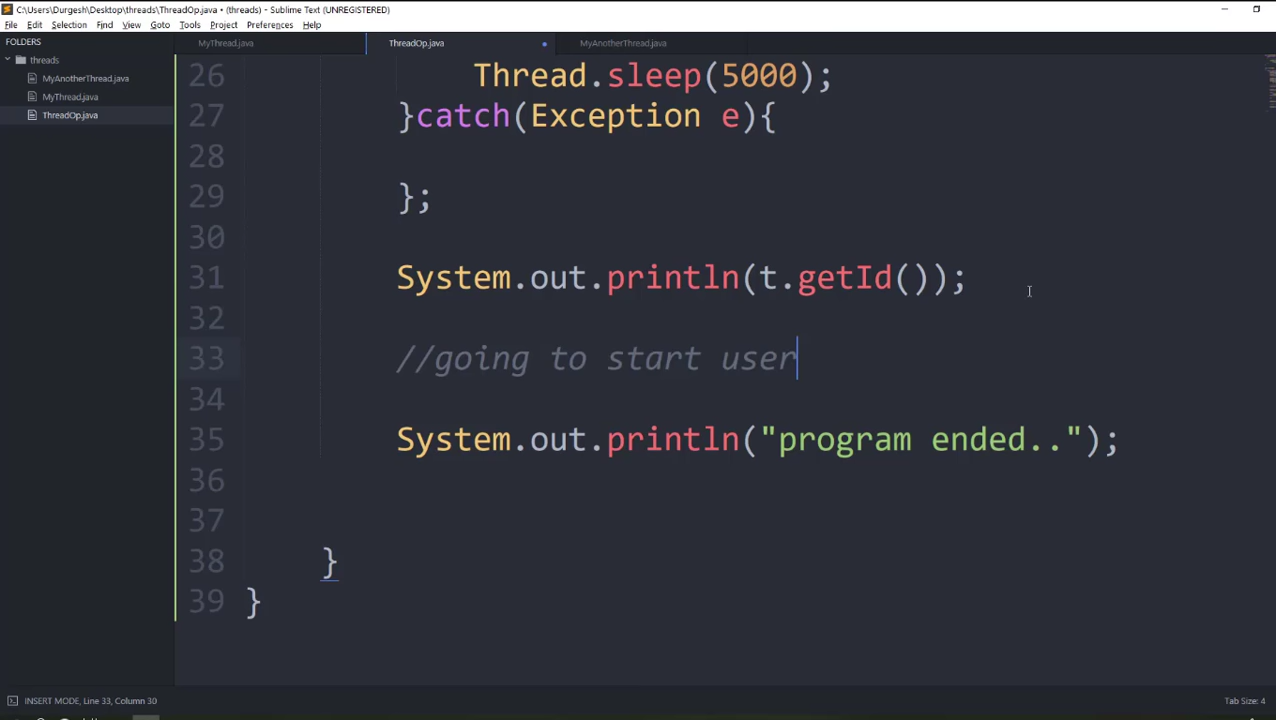 C:\Users\Durgesh\Desktop\threads\ThreadOp.java • (threads) - Sublime Text (UNREGISTERED)
File Edit Selection Find View Goto Tools Project Preferences Help
FOLDERS
threads
MyAnotherThread.java
MyThread.java
ThreadOp.java
MyThread.java ThreadOp.java MyAnotherThread.java
26 Thread.sleep(5000);
27 }catch(Exception e){
28
29 };
30
31 System.out.println(t.getId());
32
33 //going to start user
34
35 System.out.println("program ended..");
36
37
38 }
39 }
INSERT MODE, Line 33, Column 30 Tab Size: 4